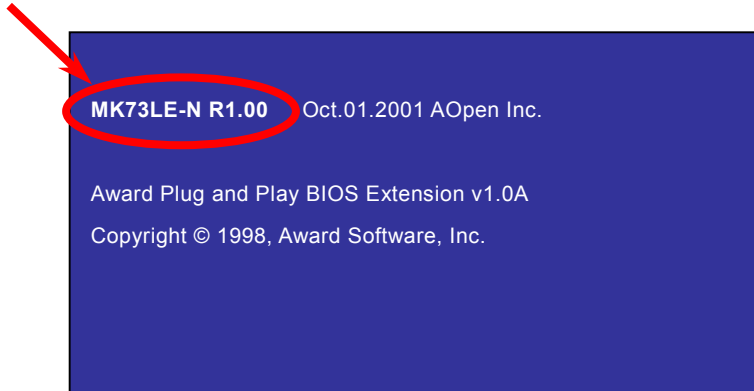 MK73LE-N R1.00 Oct.01.2001 AOpen Inc.
Award Plug and Play BIOS Extension v1.0A
Copyright © 1998, Award Software, Inc.